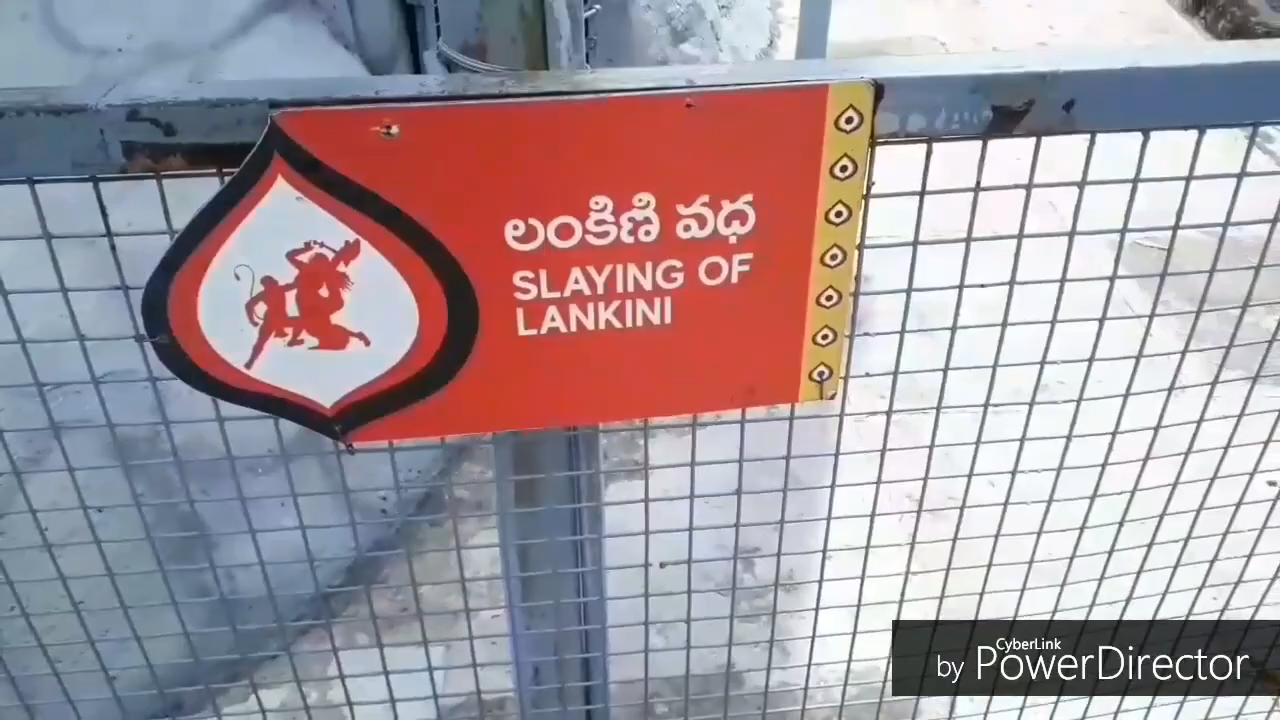 లంకిణి వధ
SLAYING OF
LANKINI
CyberLink
by PowerDirector